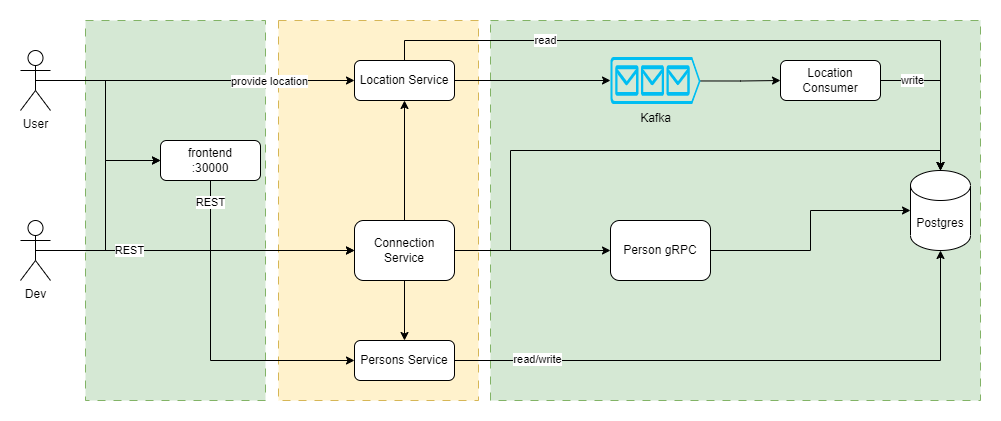 read
provide location
Location Service
Location
Consumer
write
User
Kafka
frontend
:30000
REST
REST
Connection
Service
Person gRPC
Postgres
Dev
Persons Service
read/write